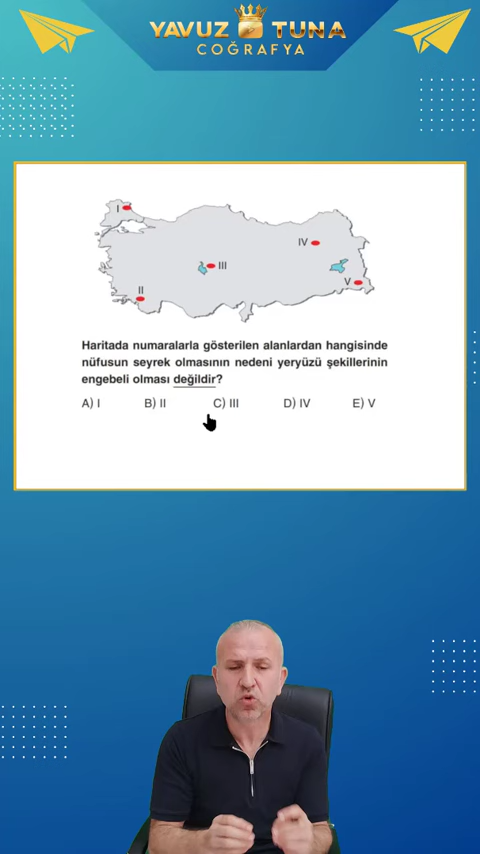 YAVUZ TUNA
COĞRAFYA
I
IV
III
V
II
Haritada numaralarla gösterilen alanlardan hangisinde
nüfusun seyrek olmasının nedeni yeryüzü şekillerinin
engebeli olması değildir?
A) I B) II C) III D) IV E) V